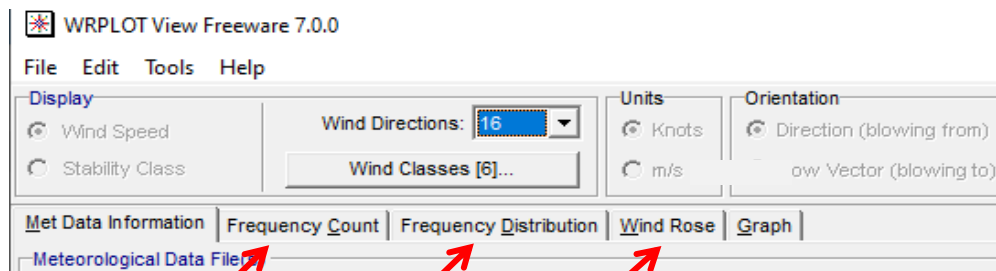 WRPLOT View Freeware 7.0.0
File Edit Tools Help
Display
Units
Orientation
Wind Speed
Wind Directions: 16
Knots
Direction (blowing from)
Stability Class
Wind Classes [6]...
m/s
ow Vector (blowing to)
Met Data Information Frequency Count Frequency Distribution Wind Rose Graph
Meteorological Data